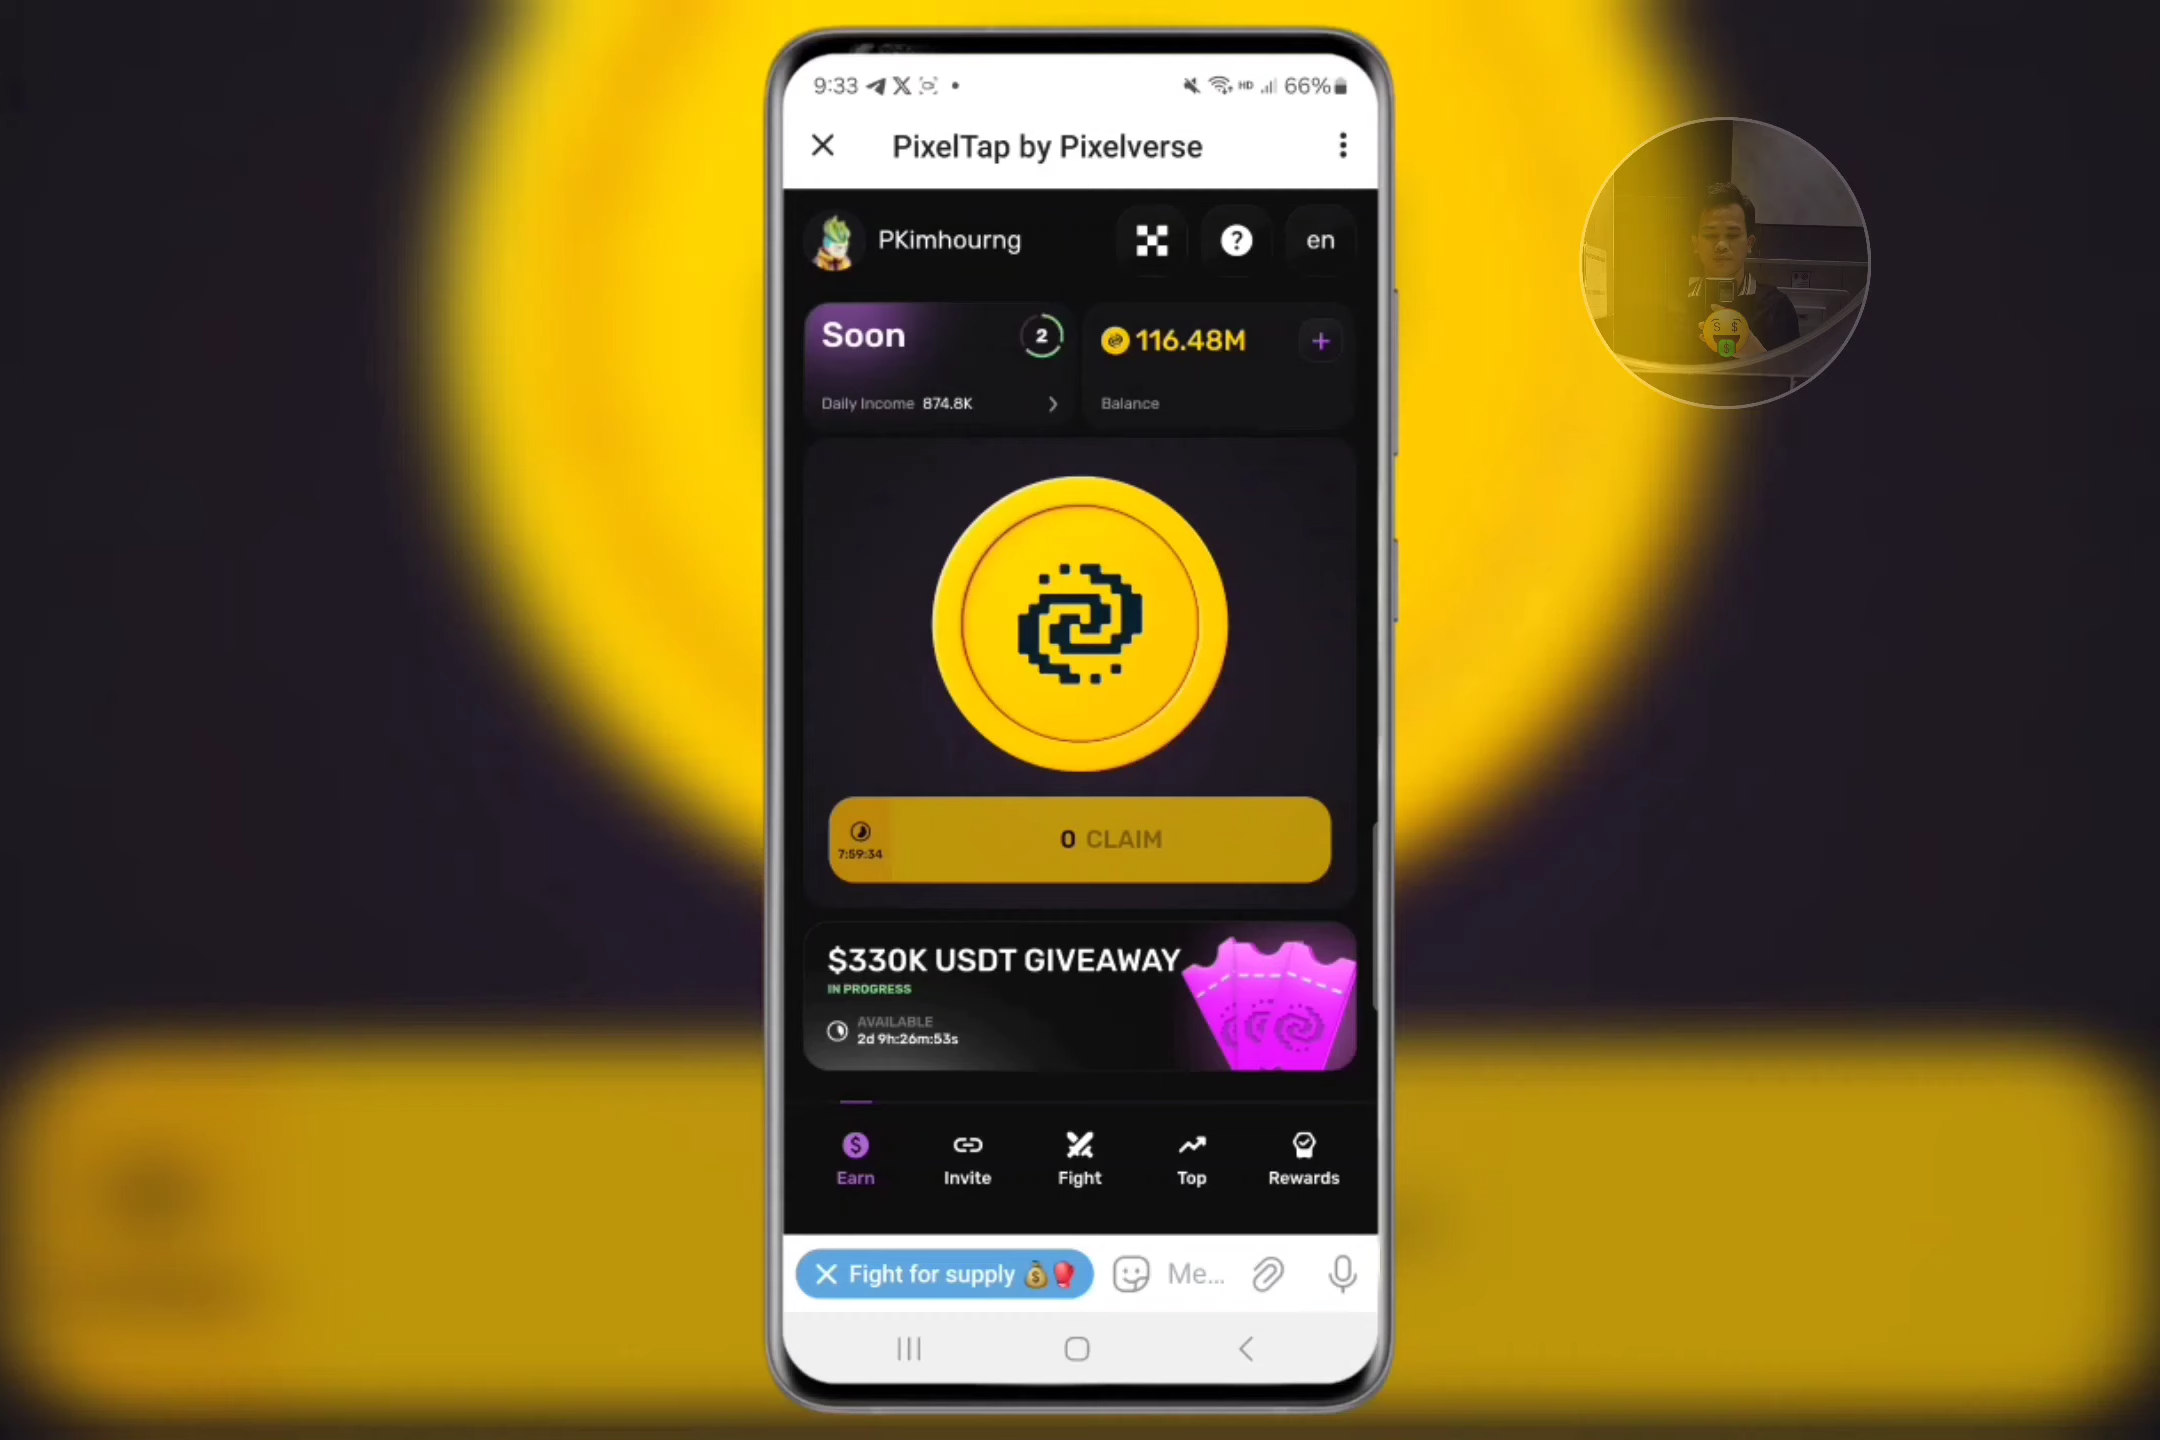 9:33
HD 66%
PixelTap by Pixelverse
PKimhourng
? en
Soon
2
116.48M
+
Daily Income 874.8K
Balance
7:59:34
0 CLAIM
$330K USDT GIVEAWAY
IN PROGRESS
AVAILABLE
2d 9h:26m:53s
Earn
Invite
Fight
Top
Rewards
Fight for supply 💰🥊
Me...